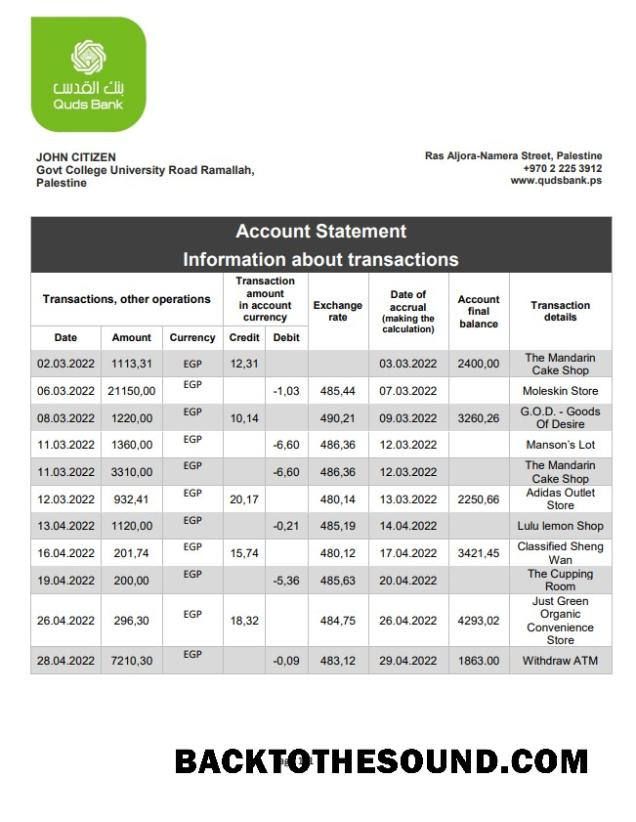 بنك القدس
Quds Bank
JOHN CITIZEN
Govt College University Road Ramallah,
Palestine
Ras Aljora-Namera Street, Palestine
+970 2 225 3912
www.qudsbank.ps
Account Statement
Information about transactions
Transactions, other operations Transaction amount in account currency Exchange rate Date of accrual (making the calculation) Account final balance Transaction details
Date Amount Currency Credit Debit
02.03.2022 1113,31 EGP 12,31 03.03.2022 2400,00 The Mandarin Cake Shop
06.03.2022 21150,00 EGP -1,03 485,44 07.03.2022 Moleskin Store
08.03.2022 1220,00 EGP 10,14 490,21 09.03.2022 3260,26 G.O.D. - Goods Of Desire
11.03.2022 1360,00 EGP -6,60 486,36 12.03.2022 Manson's Lot
11.03.2022 3310,00 EGP -6,60 486,36 12.03.2022 The Mandarin Cake Shop
12.03.2022 932,41 EGP 20,17 480,14 13.03.2022 2250,66 Adidas Outlet Store
13.04.2022 1120,00 EGP -0,21 485,19 14.04.2022 Lulu lemon Shop
16.04.2022 201,74 EGP 15,74 480,12 17.04.2022 3421,45 Classified Sheng Wan
19.04.2022 200,00 EGP -5,36 485,63 20.04.2022 The Cupping Room
26.04.2022 296,30 EGP 18,32 484,75 26.04.2022 4293,02 Just Green Organic Convenience Store
28.04.2022 7210,30 EGP -0,09 483,12 29.04.2022 1863.00 Withdraw ATM
BACKTOTHESOUND.COM